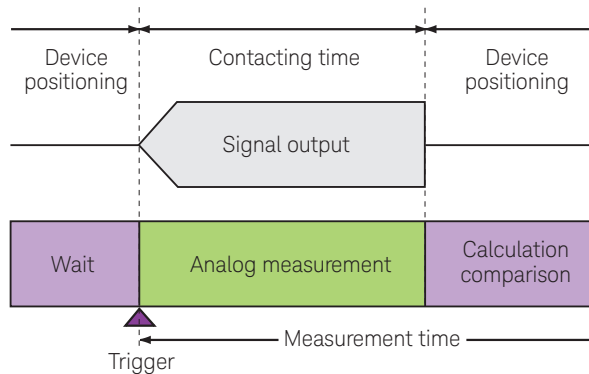 Device
positioning
Contacting time
Device
positioning
Signal output
Wait
Analog measurement
Calculation
comparison
Measurement time
Trigger